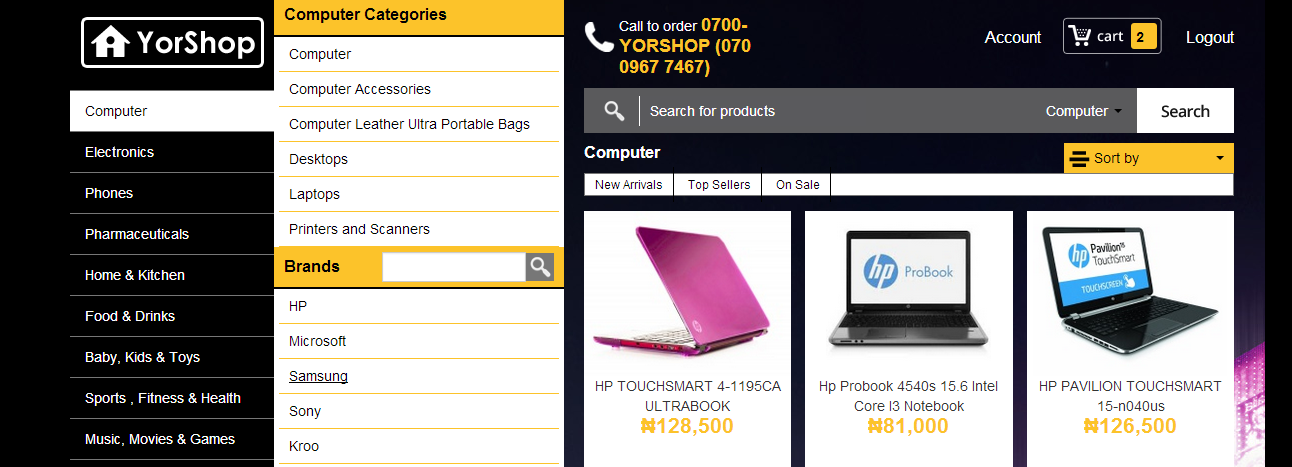 YorShop
Computer
Electronics
Phones
Pharmaceuticals
Home & Kitchen
Food & Drinks
Baby, Kids & Toys
Sports , Fitness & Health
Music, Movies & Games
Computer Categories
Computer
Computer Accessories
Computer Leather Ultra Portable Bags
Desktops
Laptops
Printers and Scanners
Brands
HP
Microsoft
Samsung
Sony
Kroo
Call to order 0700-
YORSHOP (070
0967 7467)
Account
cart 2
Logout
Search for products
Computer
Search
Computer
Sort by
New Arrivals
Top Sellers
On Sale
hp
HP TOUCHSMART 4-1195CA
ULTRABOOK
₦128,500
hp ProBook
Hp Probook 4540s 15.6 Intel
Core I3 Notebook
₦81,000
hp Pavilion 15
TouchSmart
TOUCHSCREEN
HP PAVILION TOUCHSMART
15-n040us
₦126,500